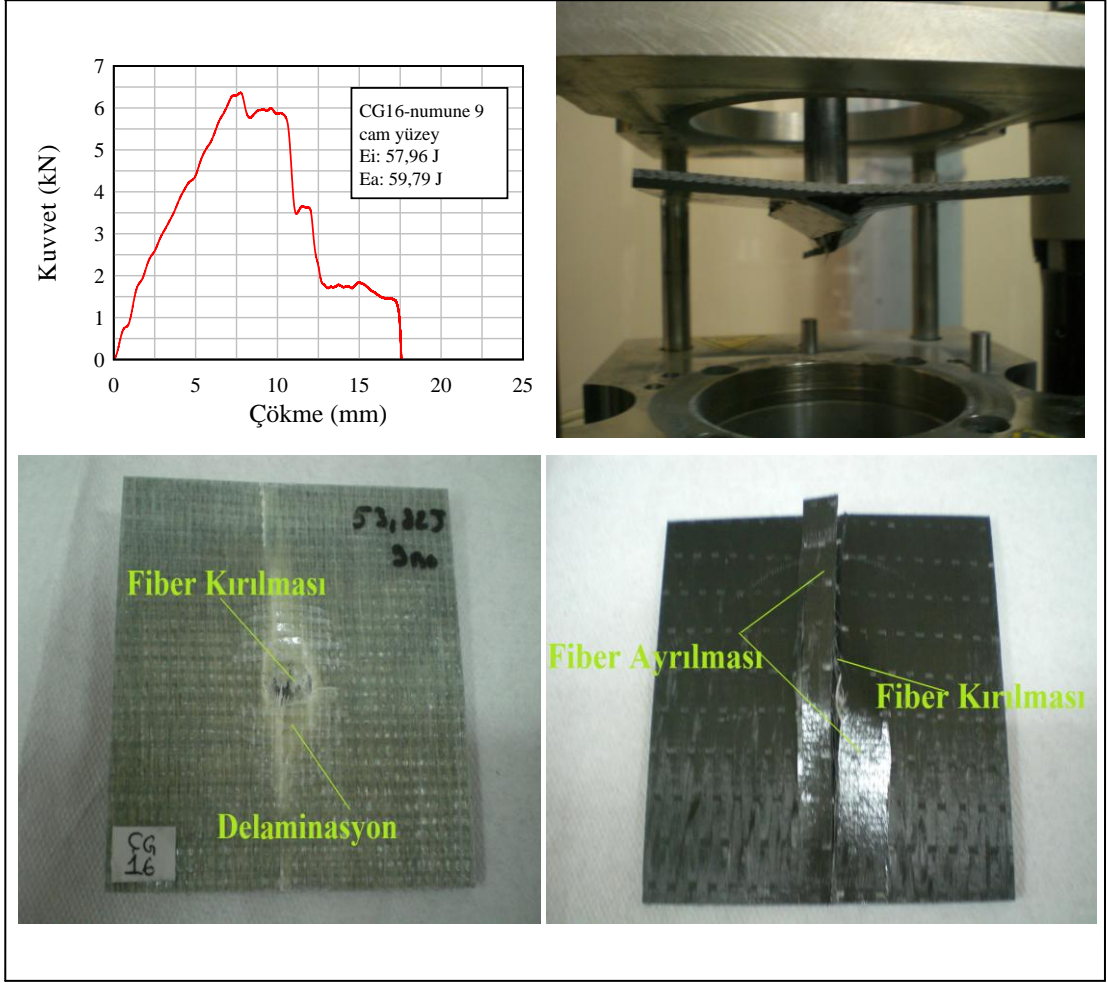 7
6
5
4
3
2
1
0
Kuvvet (kN)
CG16-numune 9
cam yüzey
Ei: 57,96 J
Ea: 59,79 J
0 5 10 15 20 25
Çökme (mm)
Fiber Kırılması
Delaminasyon
CG
16
Fiber Ayrılması
Fiber Kırılması